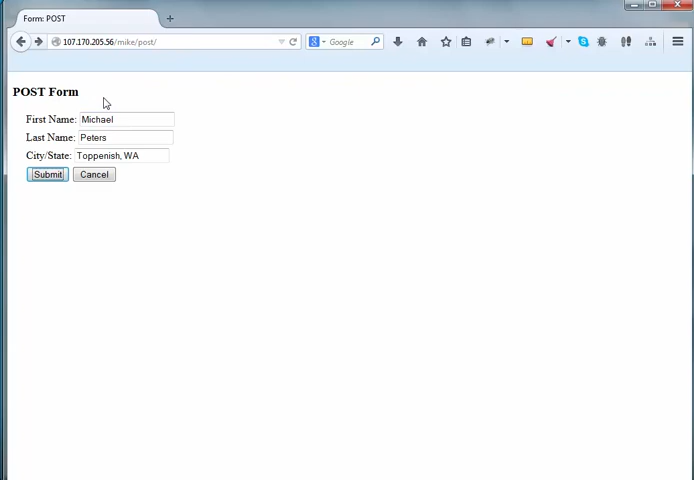 Form: POST
107.170.205.56/mike/post/
Google
POST Form
First Name: Michael
Last Name: Peters
City/State: Toppenish, WA
Submit Cancel